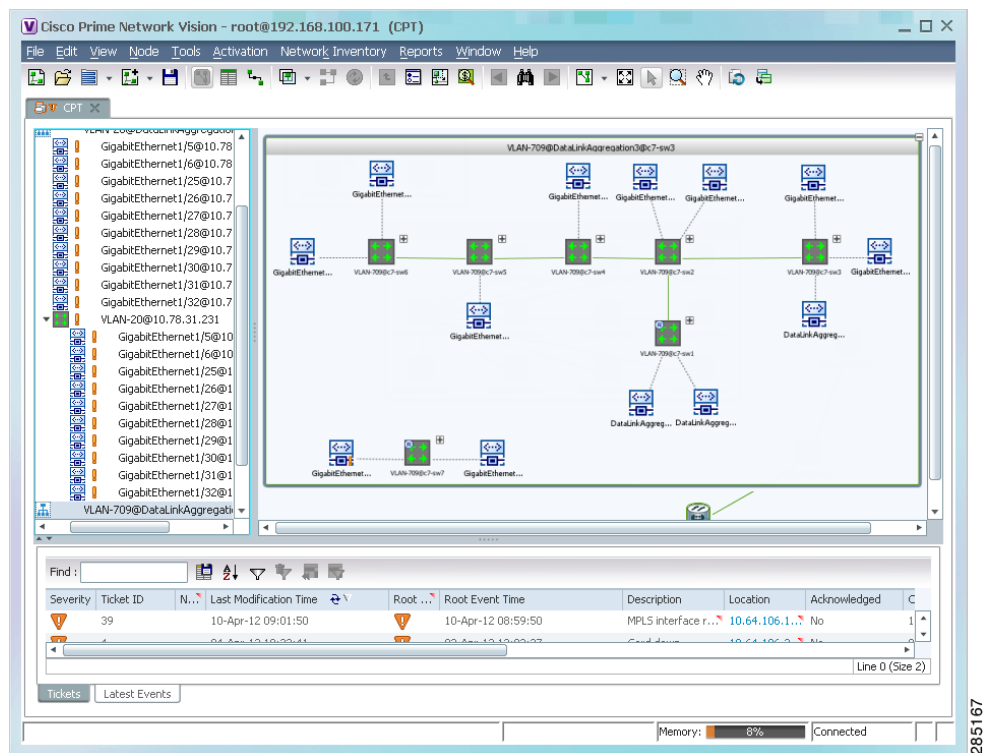 Cisco Prime Network Vision - root@192.168.100.171 (CPT)
File Edit View Node Tools Activation Network Inventory Reports Window Help
CPT
VLAN-20@DataLinkAggregation
GigabitEthernet1/5@10.78
GigabitEthernet1/6@10.78
GigabitEthernet1/25@10.7
GigabitEthernet1/26@10.7
GigabitEthernet1/27@10.7
GigabitEthernet1/28@10.7
GigabitEthernet1/29@10.7
GigabitEthernet1/30@10.7
GigabitEthernet1/31@10.7
GigabitEthernet1/32@10.7
VLAN-20@10.78.31.231
GigabitEthernet1/5@10
GigabitEthernet1/6@10
GigabitEthernet1/25@1
GigabitEthernet1/26@1
GigabitEthernet1/27@1
GigabitEthernet1/28@1
GigabitEthernet1/29@1
GigabitEthernet1/30@1
GigabitEthernet1/31@1
GigabitEthernet1/32@1
VLAN-709@DataLinkAggregati
VLAN-709@DataLinkAggregation3@c7-sw3
GigabitEthernet... GigabitEthernet... GigabitEthernet... GigabitEthernet... GigabitEthernet...
GigabitEthernet... VLAN-709@c7-sw6 VLAN-709@c7-sw5 VLAN-709@c7-sw4 VLAN-709@c7-sw2 VLAN-709@c7-sw3 GigabitEthernet...
GigabitEthernet... DataLinkAggreg...
VLAN-709@c7-sw1
DataLinkAggreg... DataLinkAggreg...
GigabitEthernet... VLAN-709@c7-sw7 GigabitEthernet...
Find :
Severity Ticket ID N... Last Modification Time Root ... Root Event Time Description Location Acknowledged C
39 10-Apr-12 09:01:50 10-Apr-12 08:59:50 MPLS interface r... 10.64.106.1... No 1
Line 0 (Size 2)
Tickets Latest Events
Memory: 8% Connected
285167